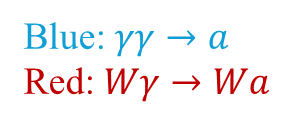 Blue: 𝛾𝛾 → 𝑎
Red: 𝑊𝛾 → 𝑊𝑎